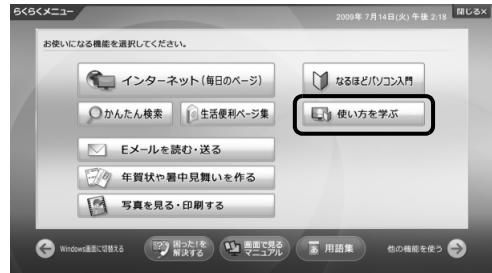 らくらくメニュー
2009年 7月14日(火) 午後 2:18
閉じる×
お使いになる機能を選択してください。
インターネット(毎日のページ)
なるほどパソコン入門
かんたん検索
生活便利ページ集
使い方を学ぶ
Eメールを読む・送る
年賀状や暑中見舞いを作る
写真を見る・印刷する
Windows画面に切替える
困った!を
解決する
画面で見る
マニュアル
用語集
他の機能を使う